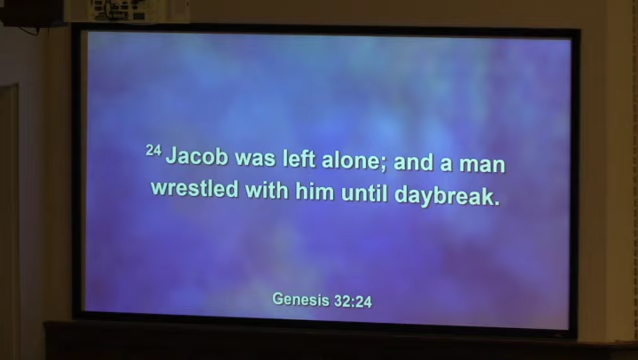 24 Jacob was left alone; and a man
wrestled with him until daybreak.
Genesis 32:24